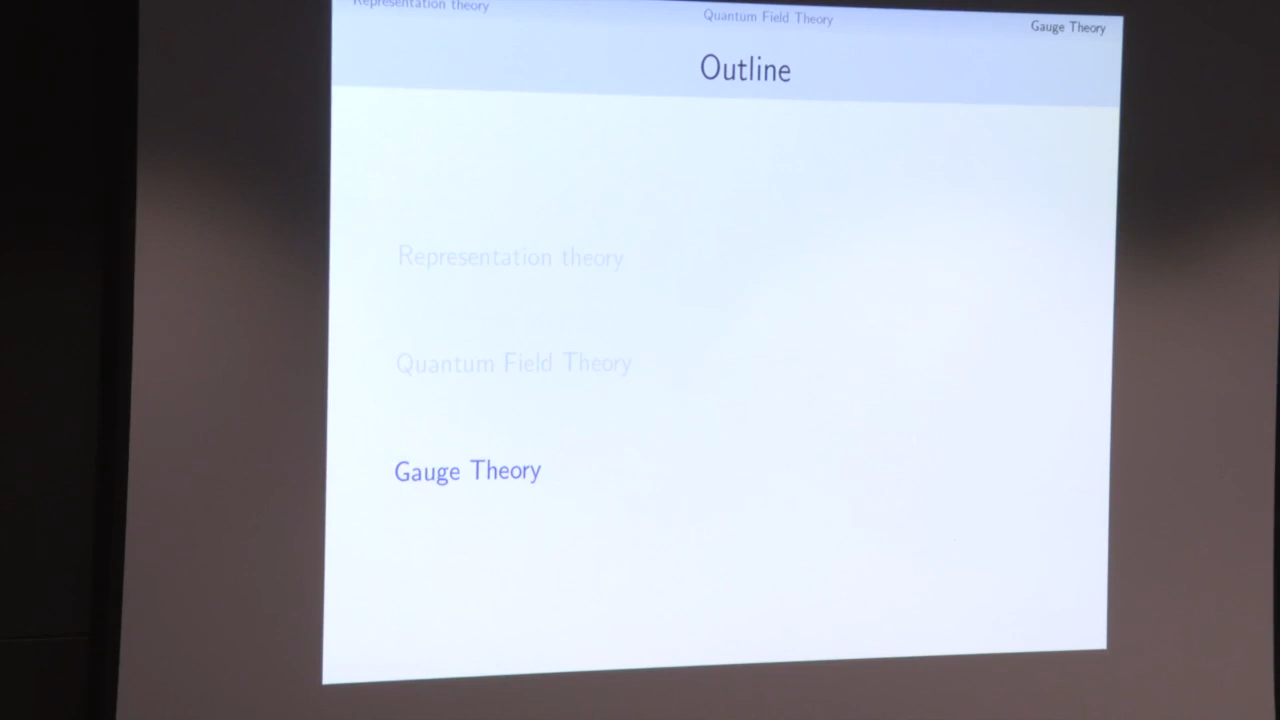 Representation theory
Quantum Field Theory
Gauge Theory
Outline
Representation theory
Quantum Field Theory
Gauge Theory